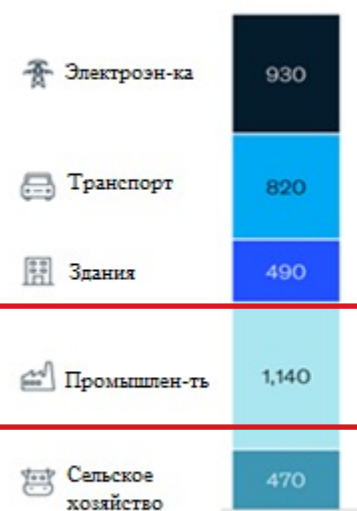 Электроэн-ка 930
Транспорт 820
Здания 490
Промышлен-ть 1,140
Сельское
хозяйство 470